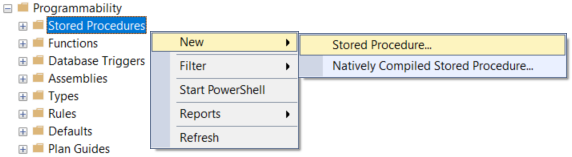 Programmability
Stored Procedures
Functions
Database Triggers
Assemblies
Types
Rules
Defaults
Plan Guides
New
Filter
Start PowerShell
Reports
Refresh
Stored Procedure...
Natively Compiled Stored Procedure...